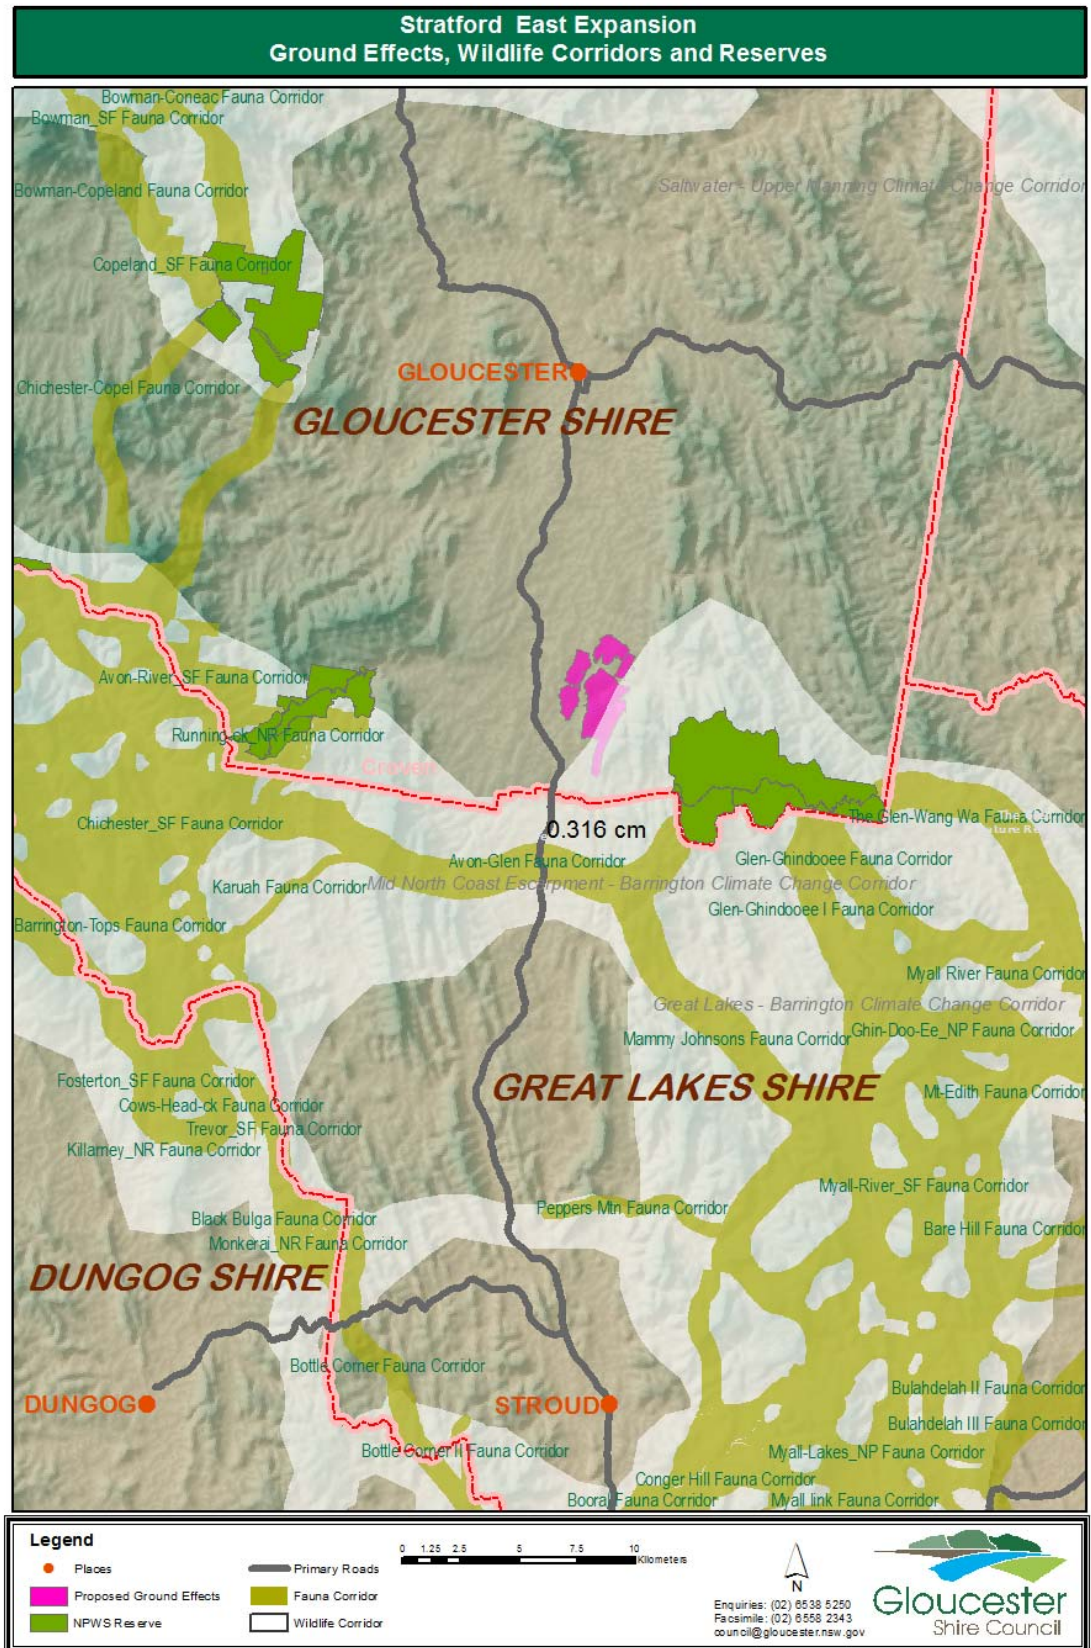 Stratford East Expansion
Ground Effects, Wildlife Corridors and Reserves
Bowman-Coneac Fauna Corridor
Bowman_SF Fauna Corridor
Saltwater - Upper Manning Climate Change Corridor
Bowman-Copeland Fauna Corridor
Copeland_SF Fauna Corridor
GLOUCESTER
Chichester-Copel Fauna Corridor
GLOUCESTER SHIRE
Avon-River_SF Fauna Corridor
Running-ck_NR Fauna Corridor
Craven
The Glen-Wang Wa Fauna Corridor
Chichester_SF Fauna Corridor
0.316 cm
Avon-Glen Fauna Corridor
Glen-Ghindooee Fauna Corridor
Karuah Fauna Corridor
Mid North Coast Escarpment - Barrington Climate Change Corridor
Glen-Ghindooee I Fauna Corridor
Barrington-Tops Fauna Corridor
Myall River Fauna Corridor
Great Lakes - Barrington Climate Change Corridor
Mammy Johnsons Fauna Corridor
Ghin-Doo-Ee_NP Fauna Corridor
Fosterton_SF Fauna Corridor
GREAT LAKES SHIRE
Mt-Edith Fauna Corridor
Cows-Head-ck Fauna Corridor
Trevor_SF Fauna Corridor
Killarney_NR Fauna Corridor
Myall-River_SF Fauna Corridor
Peppers Mtn Fauna Corridor
Black Bulga Fauna Corridor
Bare Hill Fauna Corridor
Monkerai_NR Fauna Corridor
DUNGOG SHIRE
Bottle Corner Fauna Corridor
Bulahdelah II Fauna Corridor
DUNGOG
STROUD
Bulahdelah III Fauna Corridor
Bottle Corner II Fauna Corridor
Myall-Lakes_NP Fauna Corridor
Conger Hill Fauna Corridor
Booral Fauna Corridor
Myall link Fauna Corridor
Legend
Places
Proposed Ground Effects
NPWS Reserve
Primary Roads
Fauna Corridor
Wildlife Corridor
0 1.25 2.5 5 7.5 10
Kilometers
N
Enquiries: (02) 6538 5250
Facsimile: (02) 6558 2343
council@gloucester.nsw.gov
Gloucester
Shire Council